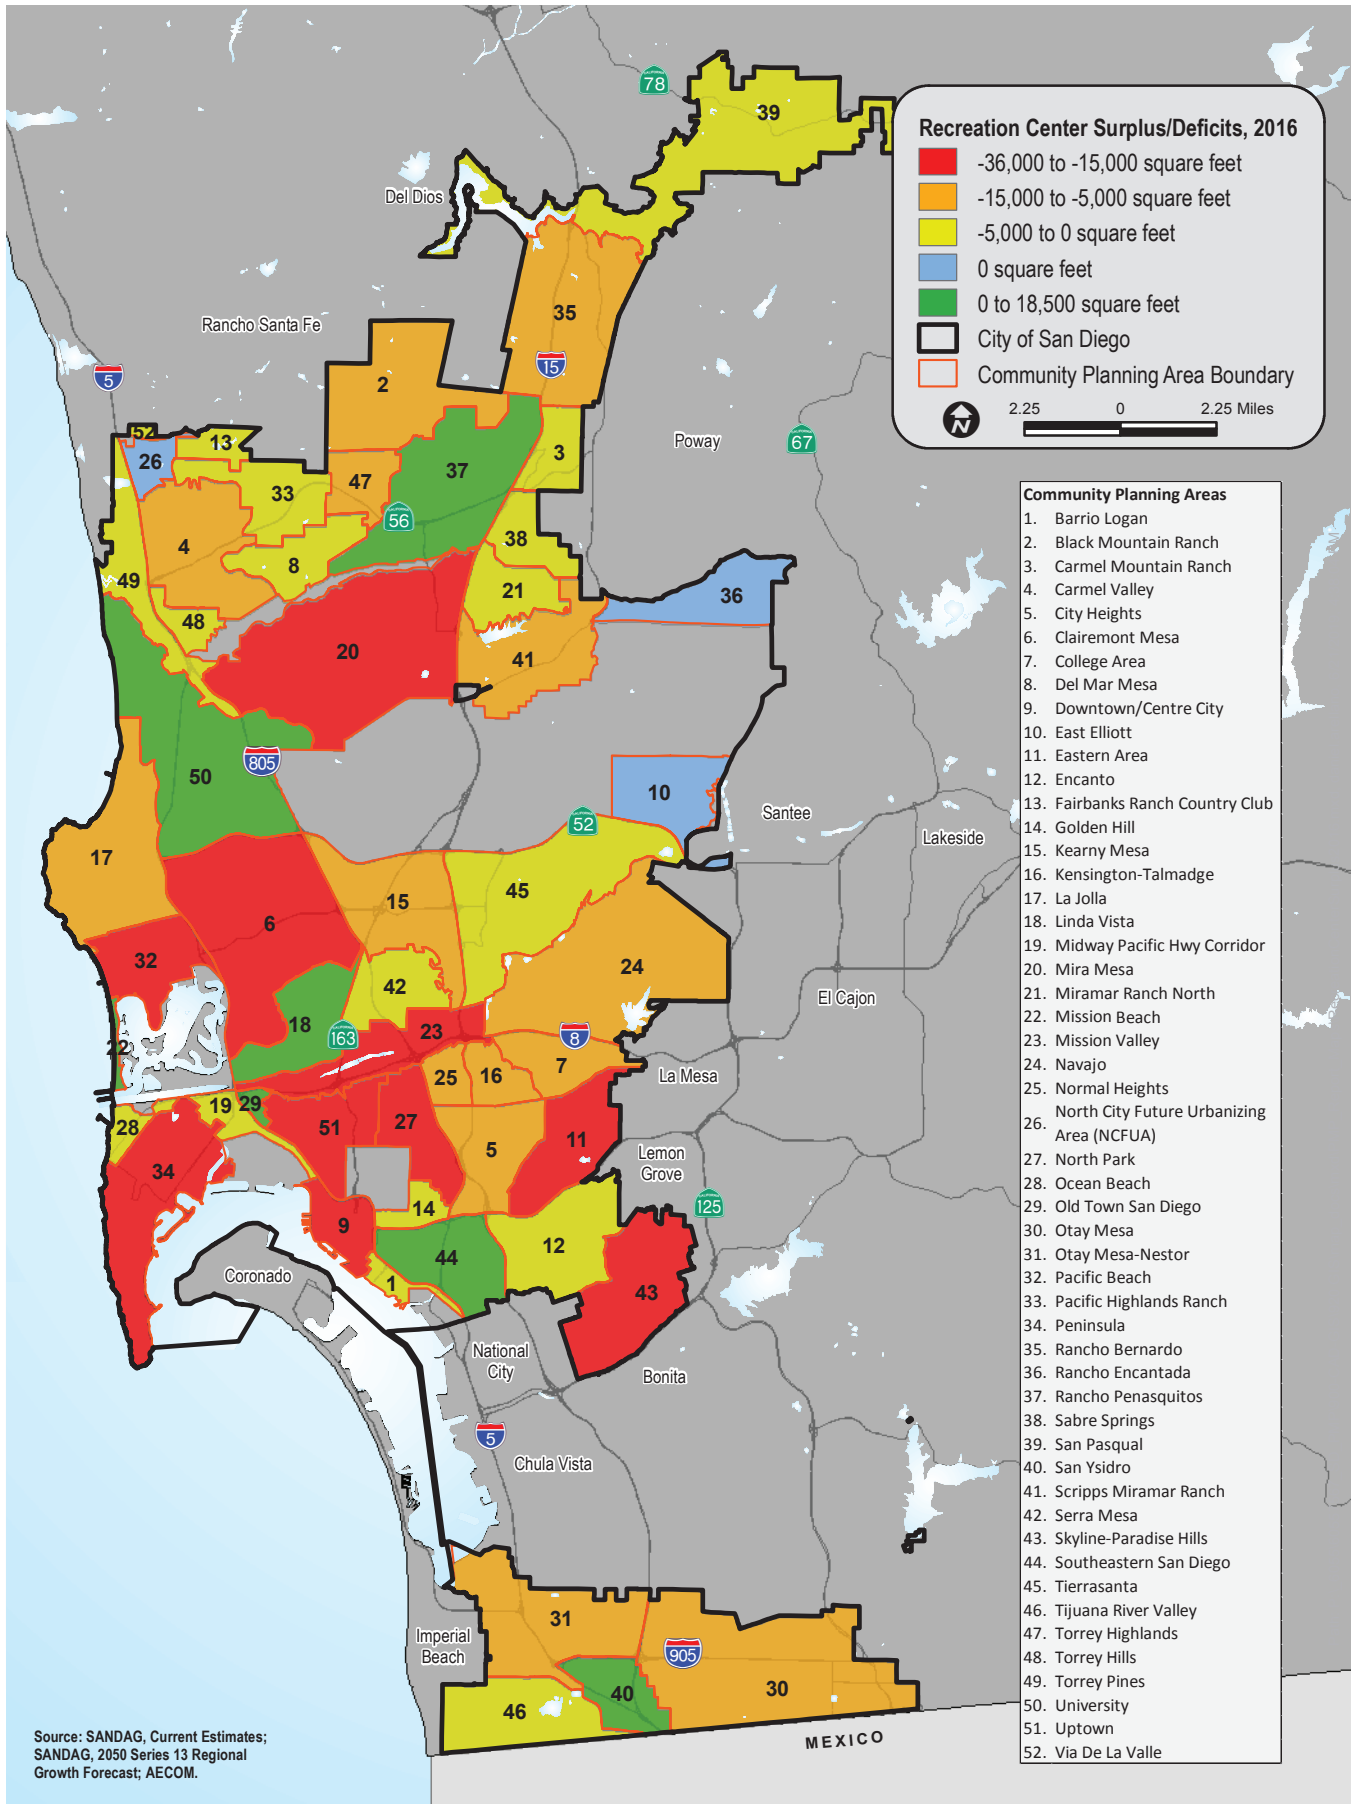 78
39
Recreation Center Surplus/Deficits, 2016
-36,000 to -15,000 square feet
-15,000 to -5,000 square feet
-5,000 to 0 square feet
0 square feet
0 to 18,500 square feet
City of San Diego
Community Planning Area Boundary
N
2.25 0 2.25 Miles
Del Dios
Rancho Santa Fe
35
15
5
2
52
13
26
37
3
Poway
67
33
47
56
4
8
38
49
21
36
48
20
41
50
805
10
Santee
52
Lakeside
17
15
45
6
32
24
42
El Cajon
18
163
23
8
22
7
La Mesa
25
16
19
29
28
51
27
5
11
Lemon
Grove
34
125
14
9
12
44
Coronado
1
43
National
City
Bonita
5
Chula Vista
31
Imperial
Beach
905
30
40
46
MEXICO
Community Planning Areas
1. Barrio Logan
2. Black Mountain Ranch
3. Carmel Mountain Ranch
4. Carmel Valley
5. City Heights
6. Clairemont Mesa
7. College Area
8. Del Mar Mesa
9. Downtown/Centre City
10. East Elliott
11. Eastern Area
12. Encanto
13. Fairbanks Ranch Country Club
14. Golden Hill
15. Kearny Mesa
16. Kensington-Talmadge
17. La Jolla
18. Linda Vista
19. Midway Pacific Hwy Corridor
20. Mira Mesa
21. Miramar Ranch North
22. Mission Beach
23. Mission Valley
24. Navajo
25. Normal Heights
26. North City Future Urbanizing
Area (NCFUA)
27. North Park
28. Ocean Beach
29. Old Town San Diego
30. Otay Mesa
31. Otay Mesa-Nestor
32. Pacific Beach
33. Pacific Highlands Ranch
34. Peninsula
35. Rancho Bernardo
36. Rancho Encantada
37. Rancho Penasquitos
38. Sabre Springs
39. San Pasqual
40. San Ysidro
41. Scripps Miramar Ranch
42. Serra Mesa
43. Skyline-Paradise Hills
44. Southeastern San Diego
45. Tierrasanta
46. Tijuana River Valley
47. Torrey Highlands
48. Torrey Hills
49. Torrey Pines
50. University
51. Uptown
52. Via De La Valle
Source: SANDAG, Current Estimates;
SANDAG, 2050 Series 13 Regional
Growth Forecast; AECOM.